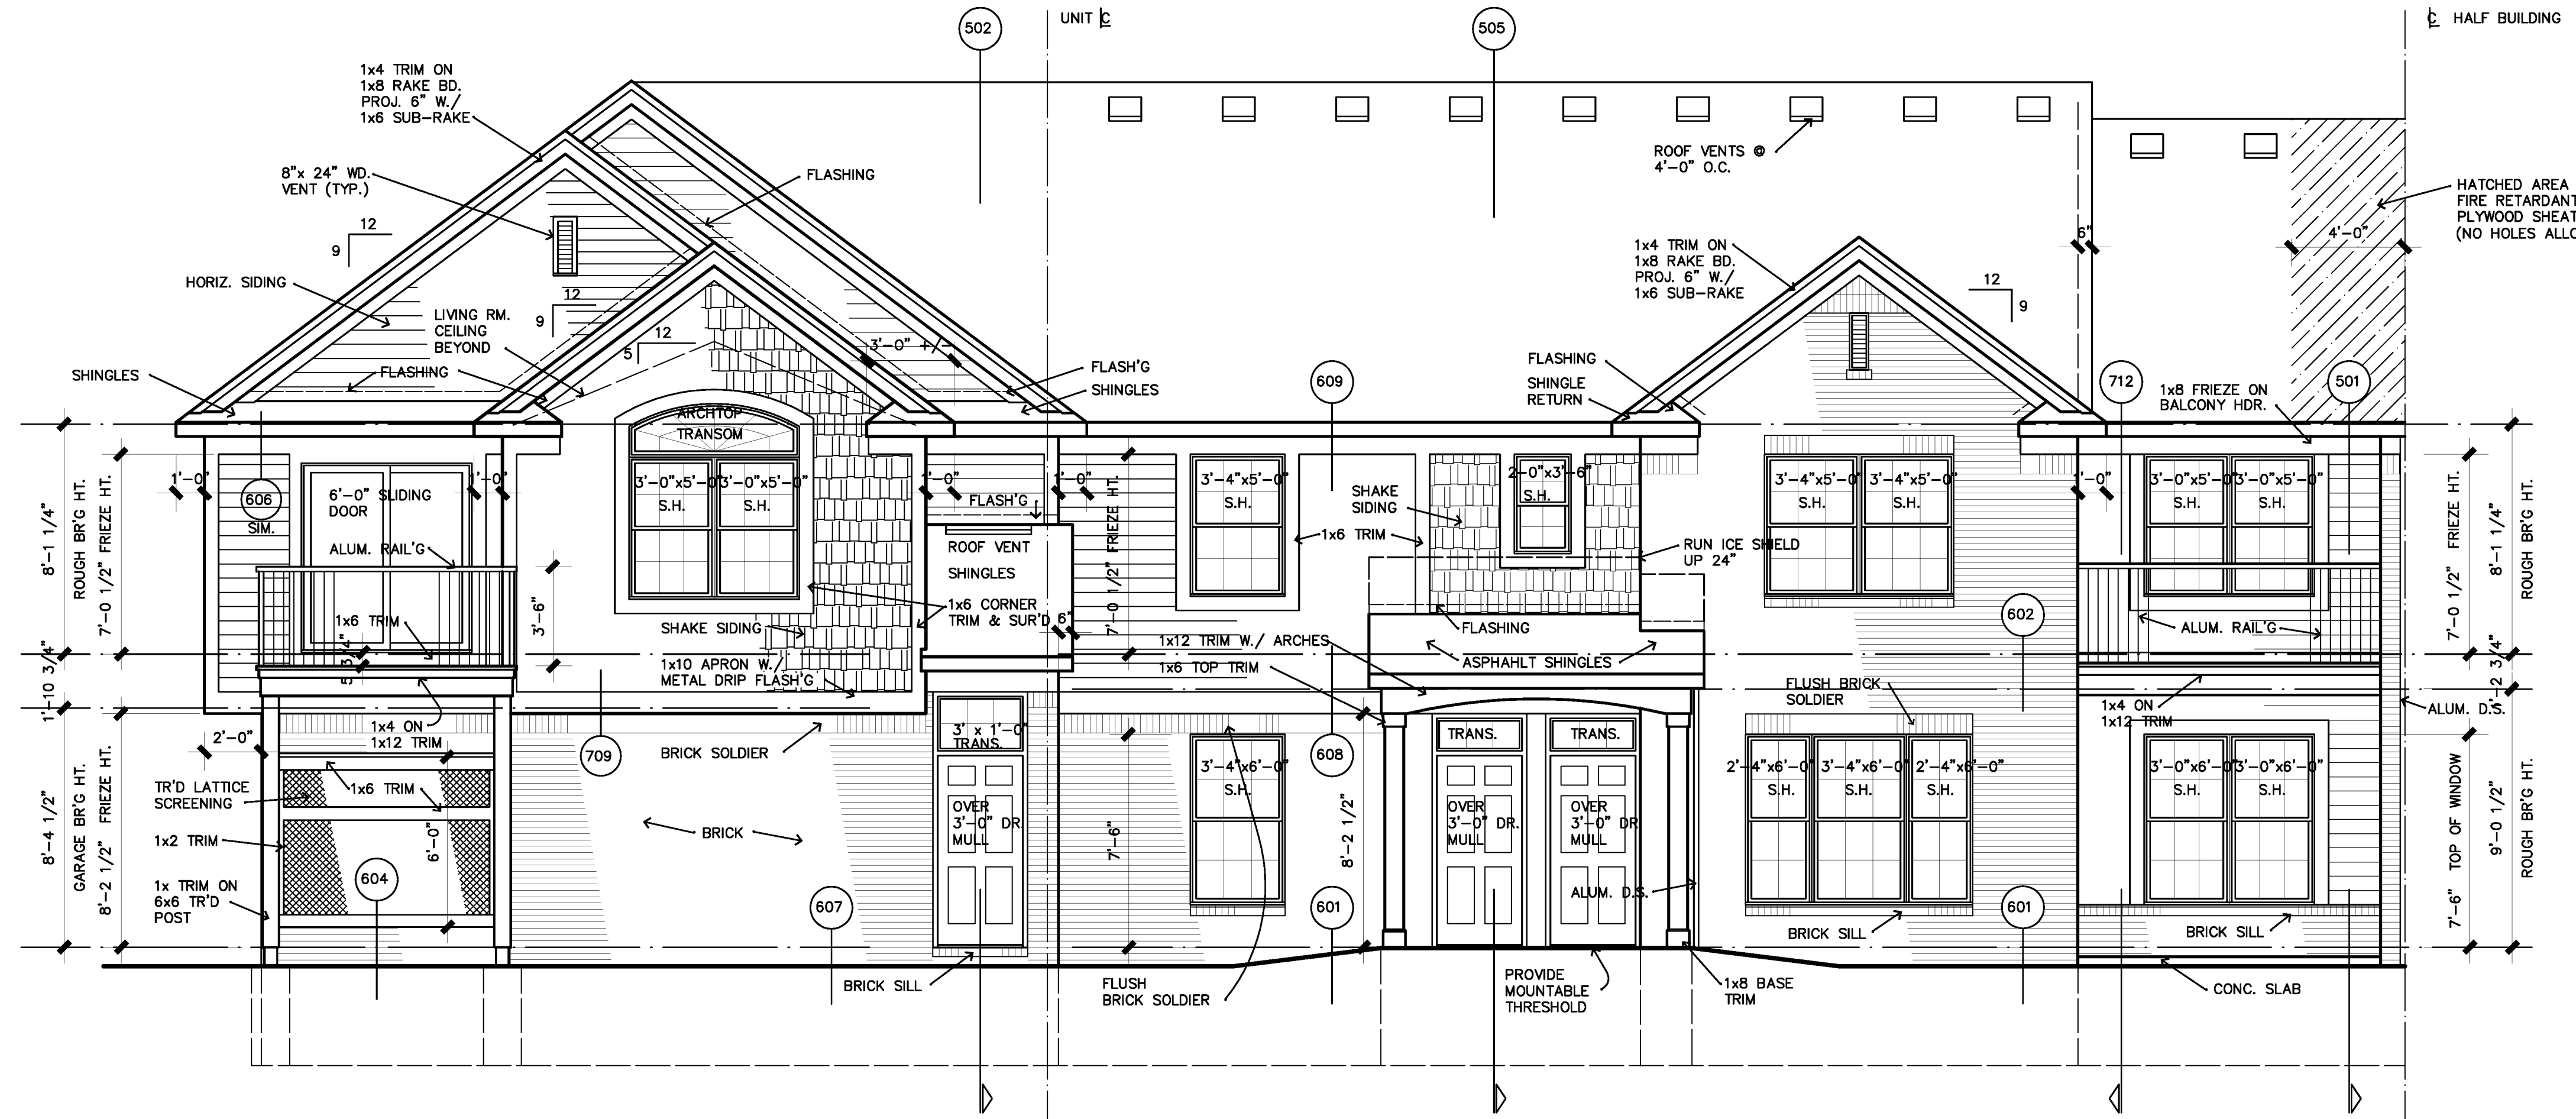 502
UNIT CL
505
CL HALF BUILDING
1x4 TRIM ON
1x8 RAKE BD.
PROJ. 6" W./
1x6 SUB-RAKE
8"x 24" WD.
VENT (TYP.)
FLASHING
12
9
HORIZ. SIDING
12
9
LIVING RM.
CEILING
BEYOND
12
5
3'-0" +/-
SHINGLES
FLASHING
FLASH'G
SHINGLES
ROOF VENTS @
4'-0" O.C.
1x4 TRIM ON
1x8 RAKE BD.
PROJ. 6" W./
1x6 SUB-RAKE
12
9
6"
4'-0"
HATCHED AREA
FIRE RETARDANT
PLYWOOD SHEAT
(NO HOLES ALLO
FLASHING
SHINGLE
RETURN
609
712
501
1x8 FRIEZE ON
BALCONY HDR.
ARCHTOP
TRANSOM
1'-0"
6'-0" SLIDING
DOOR
1'-0"
606
SIM.
3'-0"x5'-0"
S.H.
3'-0"x5'-0"
S.H.
1'-0"
FLASH'G
1'-0"
ROOF VENT
SHINGLES
3'-4"x5'-0"
S.H.
SHAKE
SIDING
2-0"x3'-6"
S.H.
1x6 TRIM
RUN ICE SHIELD
UP 24"
3'-4"x5'-0"
S.H.
3'-4"x5'-0"
S.H.
1'-0"
3'-0"x5'-0"
S.H.
3'-0"x5'-0"
S.H.
8'-1 1/4"
ROUGH BR'G HT.
7'-0 1/2" FRIEZE HT.
ALUM. RAIL'G
1x6 TRIM
5 3/4"
3'-6"
SHAKE SIDING
1x6 CORNER
TRIM & SUR'D
6"
7'-0 1/2" FRIEZE HT.
1x10 APRON W./
METAL DRIP FLASH'G
1x12 TRIM W./ ARCHES
1x6 TOP TRIM
FLASHING
ASPHAHLT SHINGLES
602
ALUM. RAIL'G
7'-0 1/2" FRIEZE HT.
8'-1 1/4"
ROUGH BR'G HT.
1'-10 3/4"
1'-2 3/4"
1x4 ON
1x12 TRIM
2'-0"
709
BRICK SOLDIER
3' x 1'-0"
TRANS.
608
TRANS.
TRANS.
FLUSH BRICK
SOLDIER
1x4 ON
1x12 TRIM
ALUM. D.S.
8'-4 1/2"
GARAGE BR'G HT.
8'-2 1/2" FRIEZE HT.
TR'D LATTICE
SCREENING
1x6 TRIM
1x2 TRIM
6'-0"
604
1x TRIM ON
6x6 TR'D
POST
BRICK
607
OVER
3'-0" DR.
MULL
7'-6"
3'-4"x6'-0"
S.H.
8'-2 1/2"
601
OVER
3'-0" DR.
MULL
OVER
3'-0" DR
MULL
ALUM. D.S.
2'-4"x6'-0"
S.H.
3'-4"x6'-0"
S.H.
2'-4"x6'-0"
S.H.
3'-0"x6'-0"
S.H.
3'-0"x6'-0"
S.H.
7'-6" TOP OF WINDOW
9'-0 1/2"
ROUGH BR'G HT.
601
BRICK SILL
BRICK SILL
BRICK SILL
FLUSH
BRICK SOLDIER
PROVIDE
MOUNTABLE
THRESHOLD
1x8 BASE
TRIM
CONC. SLAB